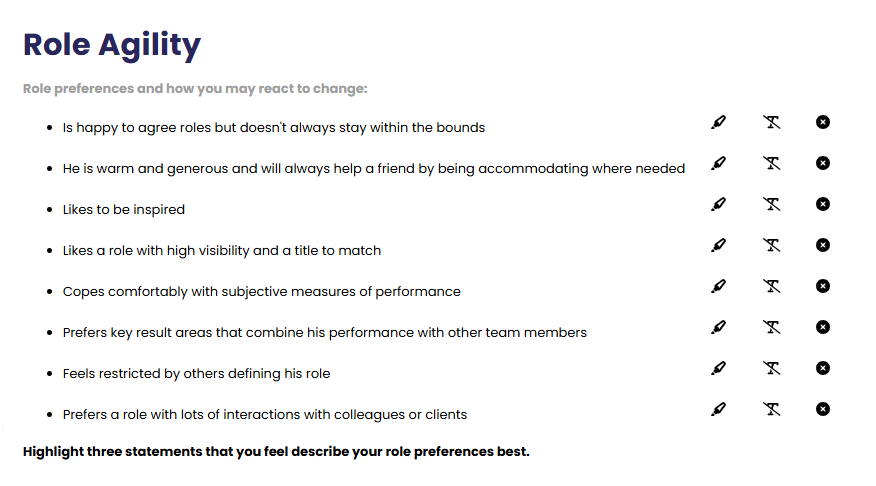 Role Agility
Role preferences and how you may react to change:
• Is happy to agree roles but doesn't always stay within the bounds
• He is warm and generous and will always help a friend by being accommodating where needed
• Likes to be inspired
• Likes a role with high visibility and a title to match
• Copes comfortably with subjective measures of performance
• Prefers key result areas that combine his performance with other team members
• Feels restricted by others defining his role
• Prefers a role with lots of interactions with colleagues or clients
Highlight three statements that you feel describe your role preferences best.